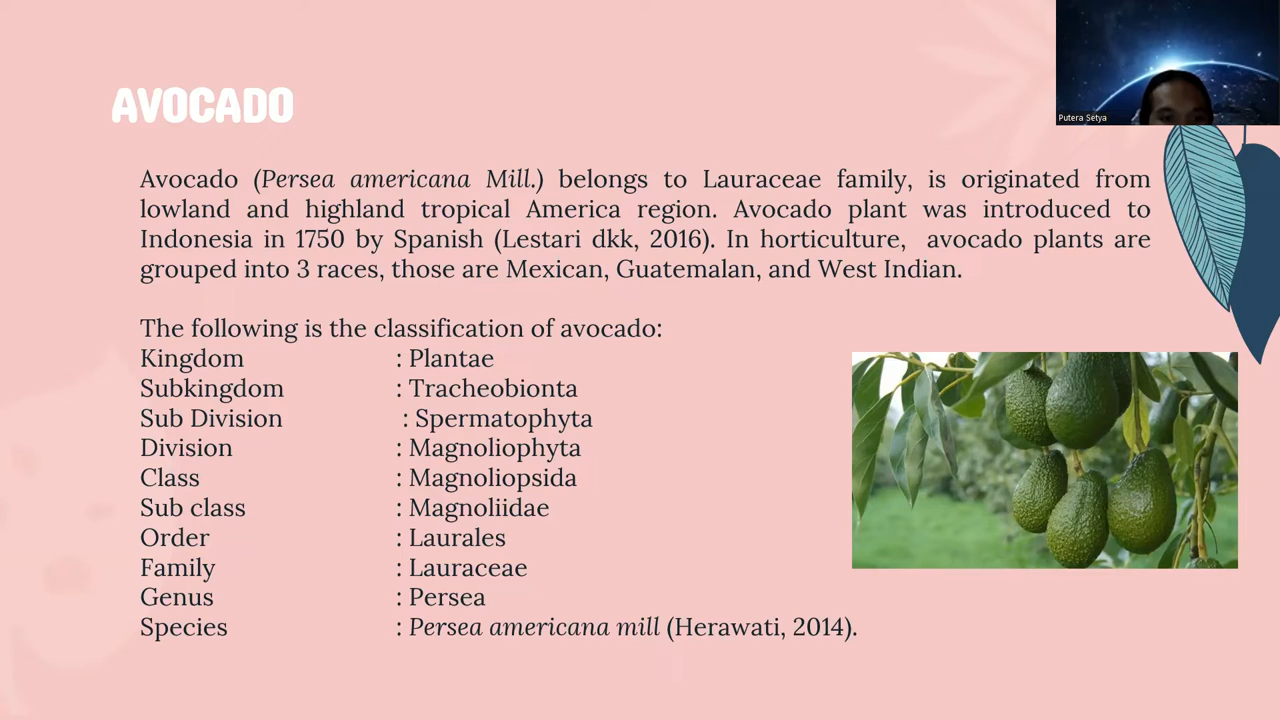 AVOCADO
Putera Setya
Avocado (Persea americana Mill.) belongs to Lauraceae family, is originated from
lowland and highland tropical America region. Avocado plant was introduced to
Indonesia in 1750 by Spanish (Lestari dkk, 2016). In horticulture, avocado plants are
grouped into 3 races, those are Mexican, Guatemalan, and West Indian.
The following is the classification of avocado:
Kingdom : Plantae
Subkingdom : Tracheobionta
Sub Division : Spermatophyta
Division : Magnoliophyta
Class : Magnoliopsida
Sub class : Magnoliidae
Order : Laurales
Family : Lauraceae
Genus : Persea
Species : Persea americana mill (Herawati, 2014).